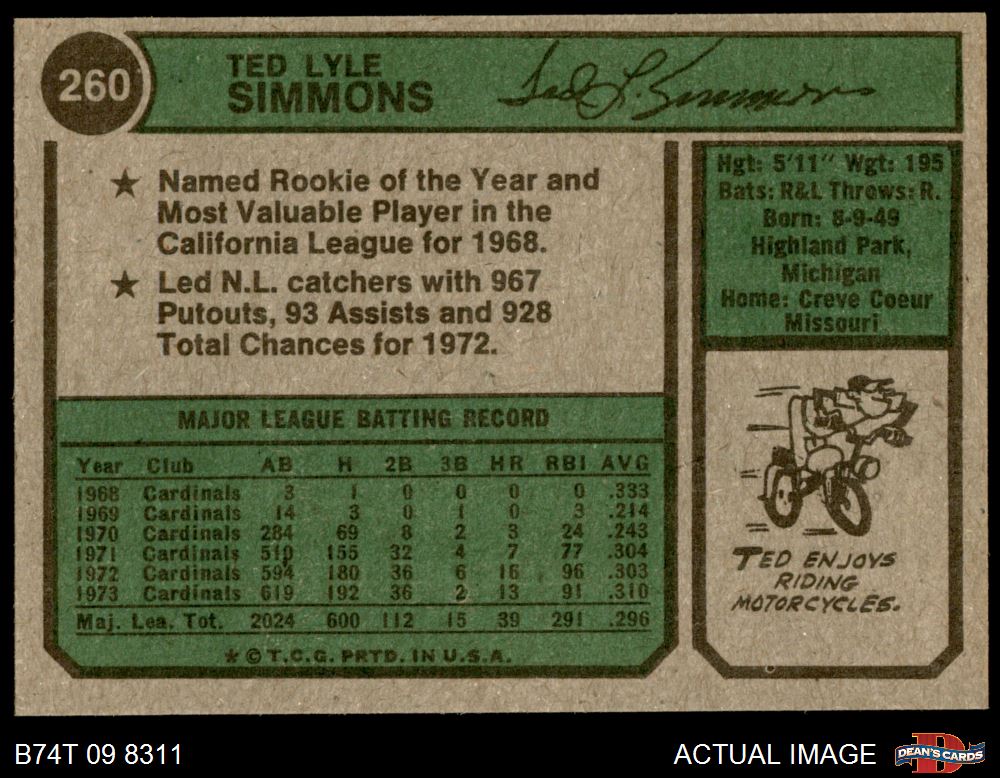 260
TED LYLE
SIMMONS
Ted L. Simmons
★ Named Rookie of the Year and
Most Valuable Player in the
California League for 1968.
★ Led N.L. catchers with 967
Putouts, 93 Assists and 928
Total Chances for 1972.
Hgt: 5'11" Wgt: 195
Bats: R&L Throws: R.
Born: 8-9-49
Highland Park,
Michigan
Home: Creve Coeur
Missouri
MAJOR LEAGUE BATTING RECORD
Year Club AB H 2B 3B HR RBI AVG
1968 Cardinals 3 1 0 0 0 0 .333
1969 Cardinals 14 3 0 1 0 3 .214
1970 Cardinals 284 69 8 2 3 24 .243
1971 Cardinals 510 155 32 4 7 77 .304
1972 Cardinals 594 180 36 6 16 96 .303
1973 Cardinals 619 192 36 2 13 91 .310
Maj. Lea. Tot. 2024 600 112 15 39 291 .296
★ © T.C.G. PRTD. IN U.S.A.
TED ENJOYS
RIDING
MOTORCYCLES.
B74T 09 8311
ACTUAL IMAGE
D
DEAN'S CARDS